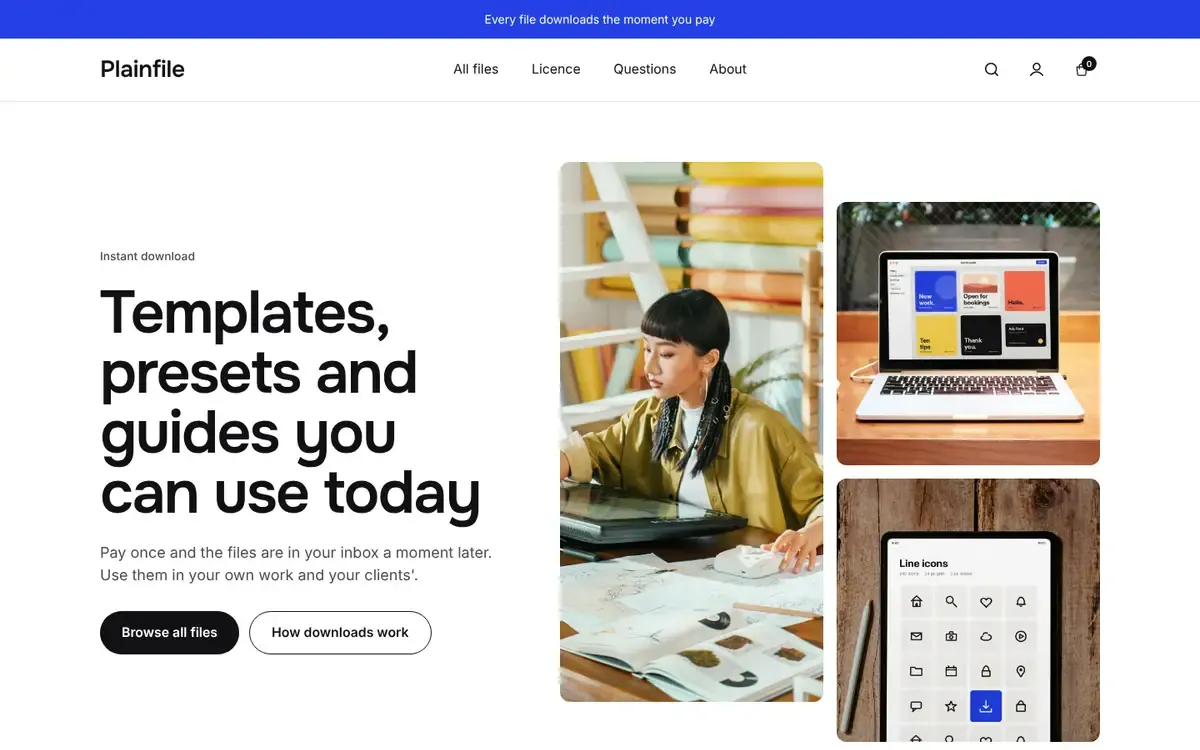 Every file downloads the moment you pay
Plainfile
All files
Licence
Questions
About
0
Instant download
Templates,
presets and
guides you
can use today
Pay once and the files are in your inbox a moment later.
Use them in your own work and your clients'.
Browse all files
How downloads work
New
work.
Open for
bookings
Hello.
Ten
tips
Thank
you.
Line icons